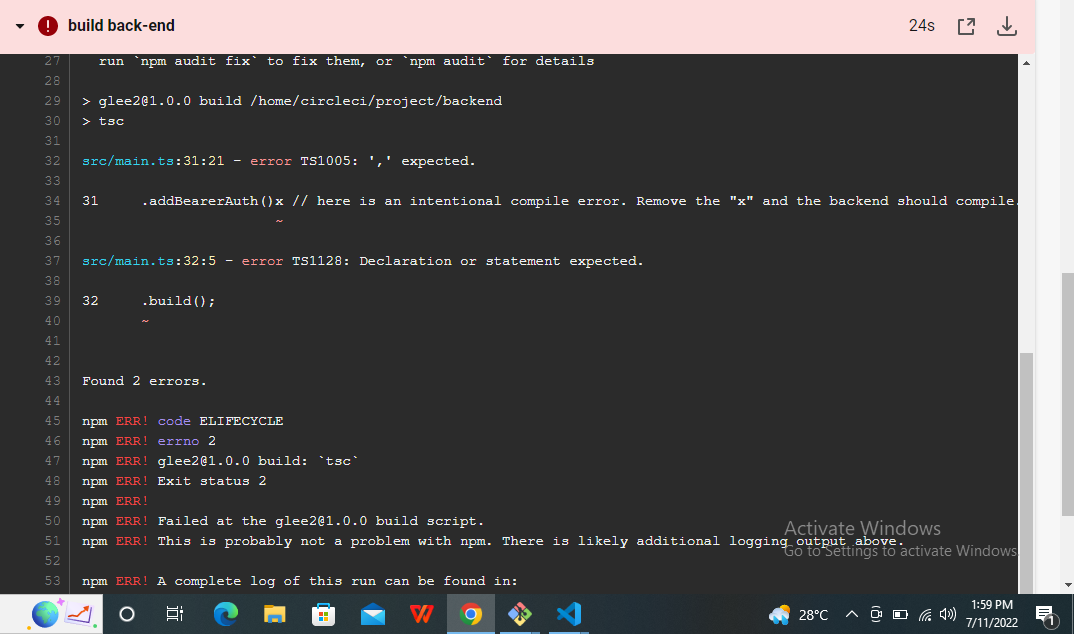 build back-end
24s
27 run `npm audit fix` to fix them, or `npm audit` for details
28
29 > glee2@1.0.0 build /home/circleci/project/backend
30 > tsc
31
32 src/main.ts:31:21 - error TS1005: ',' expected.
33
34 31 .addBearerAuth()x // here is an intentional compile error. Remove the "x" and the backend should compile.
35 ~
36
37 src/main.ts:32:5 - error TS1128: Declaration or statement expected.
38
39 32 .build();
40 ~
41
42
43 Found 2 errors.
44
45 npm ERR! code ELIFECYCLE
46 npm ERR! errno 2
47 npm ERR! glee2@1.0.0 build: `tsc`
48 npm ERR! Exit status 2
49 npm ERR!
50 npm ERR! Failed at the glee2@1.0.0 build script.
51 npm ERR! This is probably not a problem with npm. There is likely additional logging output above.
52
53 npm ERR! A complete log of this run can be found in:
Activate Windows
Go to Settings to activate Windows
28°C
1:59 PM
7/11/2022
1